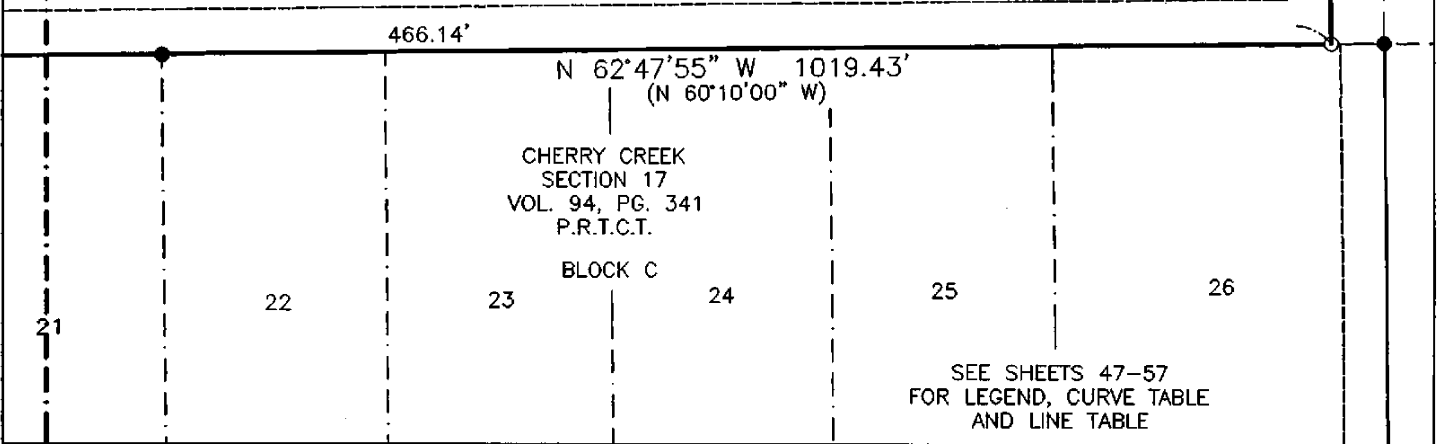 466.14'
N 62°47'55" W 1019.43'
(N 60°10'00" W)
CHERRY CREEK
SECTION 17
VOL. 94, PG. 341
P.R.T.C.T.
BLOCK C
21
22
23
24
25
26
SEE SHEETS 47-57
FOR LEGEND, CURVE TABLE
AND LINE TABLE